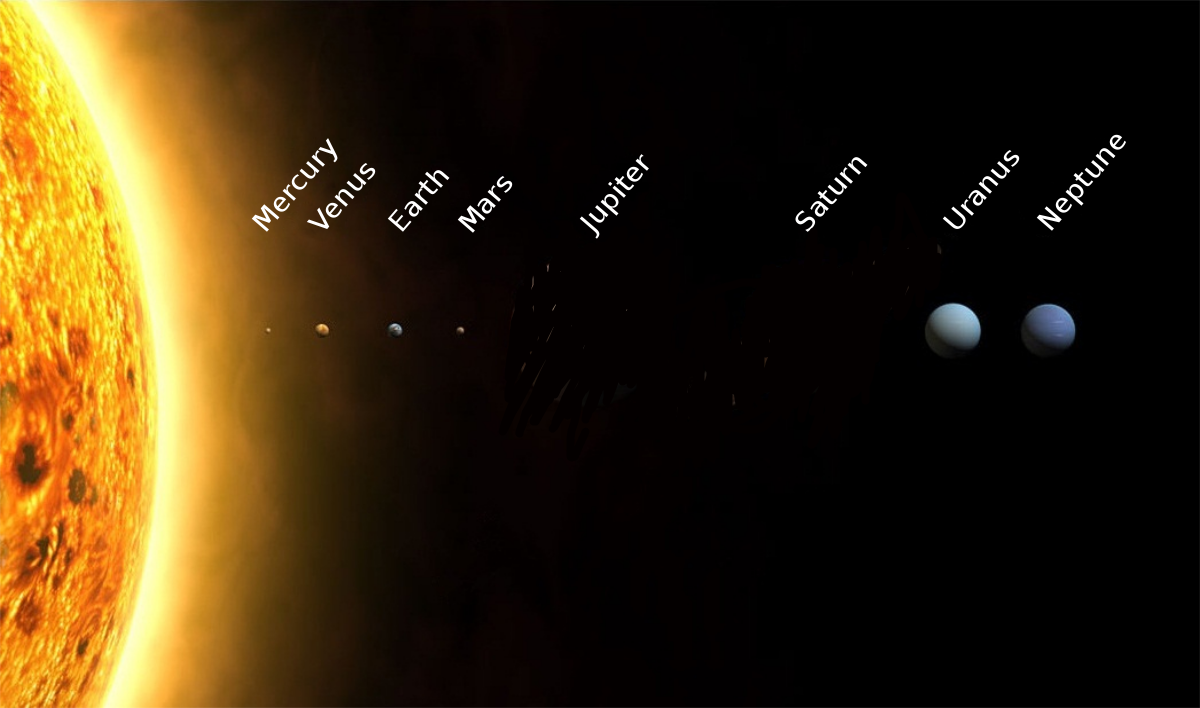 Mercury
Venus
Earth
Mars
Jupiter
Saturn
Uranus
Neptune